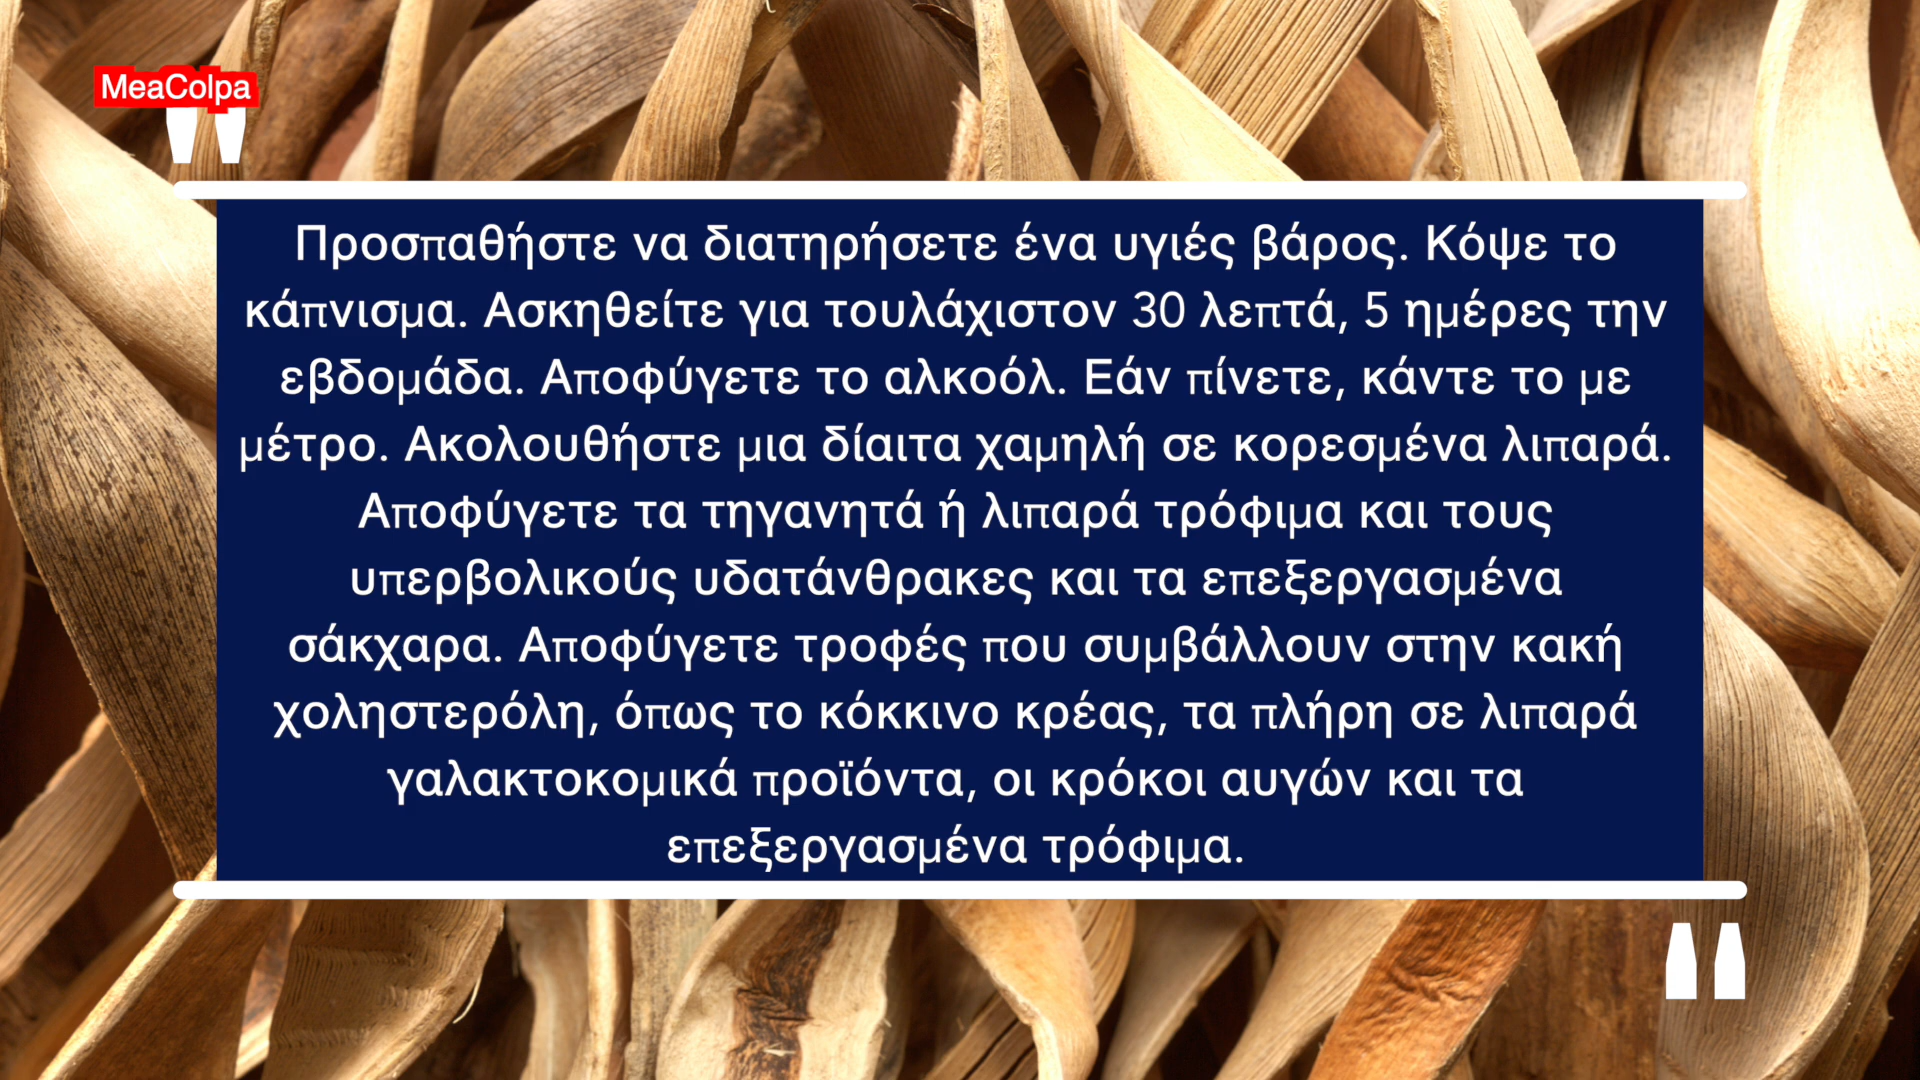 MeaColpa
"
Προσπαθήστε να διατηρήσετε ένα υγιές βάρος. Κόψε το
κάπνισμα. Ασκηθείτε για τουλάχιστον 30 λεπτά, 5 ημέρες την
εβδομάδα. Αποφύγετε το αλκοόλ. Εάν πίνετε, κάντε το με
μέτρο. Ακολουθήστε μια δίαιτα χαμηλή σε κορεσμένα λιπαρά.
Αποφύγετε τα τηγανητά ή λιπαρά τρόφιμα και τους
υπερβολικούς υδατάνθρακες και τα επεξεργασμένα
σάκχαρα. Αποφύγετε τροφές που συμβάλλουν στην κακή
χοληστερόλη, όπως το κόκκινο κρέας, τα πλήρη σε λιπαρά
γαλακτοκομικά προϊόντα, οι κρόκοι αυγών και τα
επεξεργασμένα τρόφιμα.
"